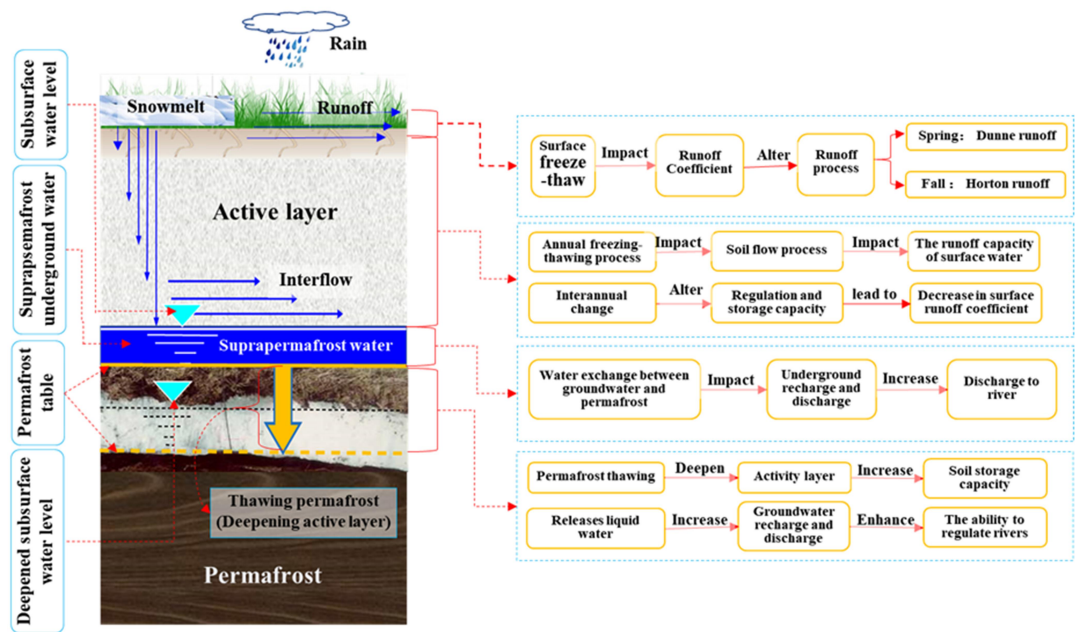 Rain
Subsurface
water level
Suprapsemafrost
underground water
Permafrost
table
Deepened subsurface
water level
Snowmelt
Runoff
Active layer
Interflow
Suprapermafrost water
Thawing permafrost
(Deepening active layer)
Permafrost
Surface
freeze
-thaw
Impact
Runoff
Coefficient
Alter
Runoff
process
Spring: Dunne runoff
Fall : Horton runoff
Annual freezing-
thawing process
Impact
Soil flow process
Impact
The runoff capacity
of surface water
Interannual
change
Alter
Regulation and
storage capacity
lead to
Decrease in surface
runoff coefficient
Water exchange between
groundwater and
permafrost
Impact
Underground
recharge and
discharge
Increase
Discharge to
river
Permafrost thawing
Deepen
Activity layer
Increase
Soil storage
capacity
Releases liquid
water
Increase
Groundwater
recharge and
discharge
Enhance
The ability to
regulate rivers